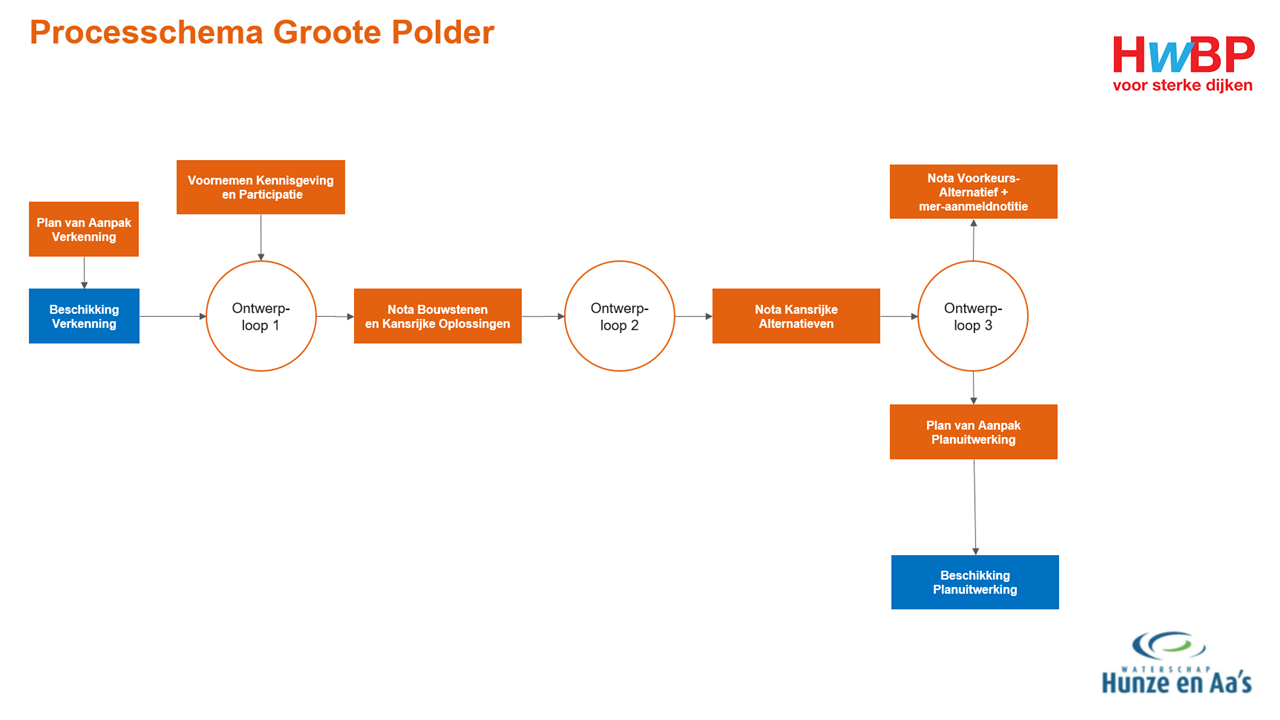 Processchema Groote Polder
HwBP
voor sterke dijken
Voornemen Kennisgeving
en Participatie
Nota Voorkeurs-
Alternatief +
mer-aanmeldnotitie
Plan van Aanpak
Verkenning
Beschikking
Verkenning
Ontwerp-
loop 1
Nota Bouwstenen
en Kansrijke Oplossingen
Ontwerp-
loop 2
Nota Kansrijke
Alternatieven
Ontwerp-
loop 3
Plan van Aanpak
Planuitwerking
Beschikking
Planuitwerking
WATERSCHAP
Hunze en Aa's